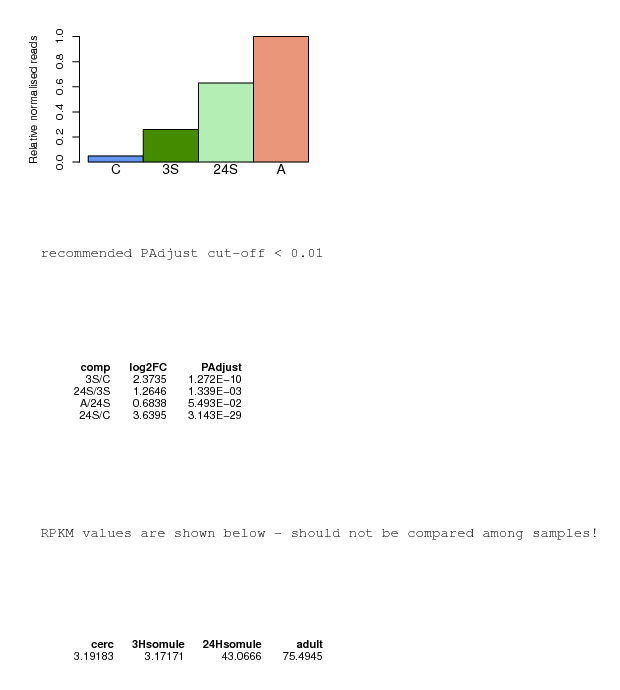 Relative normalised reads
1.0
0.8
0.6
0.4
0.2
0.0
C 3S 24S A
recommended PAdjust cut-off < 0.01
comp log2FC PAdjust
3S/C 2.3735 1.272E-10
24S/3S 1.2646 1.339E-03
A/24S 0.6838 5.493E-02
24S/C 3.6395 3.143E-29
RPKM values are shown below - should not be compared among samples!
cerc 3Hsomule 24Hsomule adult
3.19183 3.17171 43.0666 75.4945